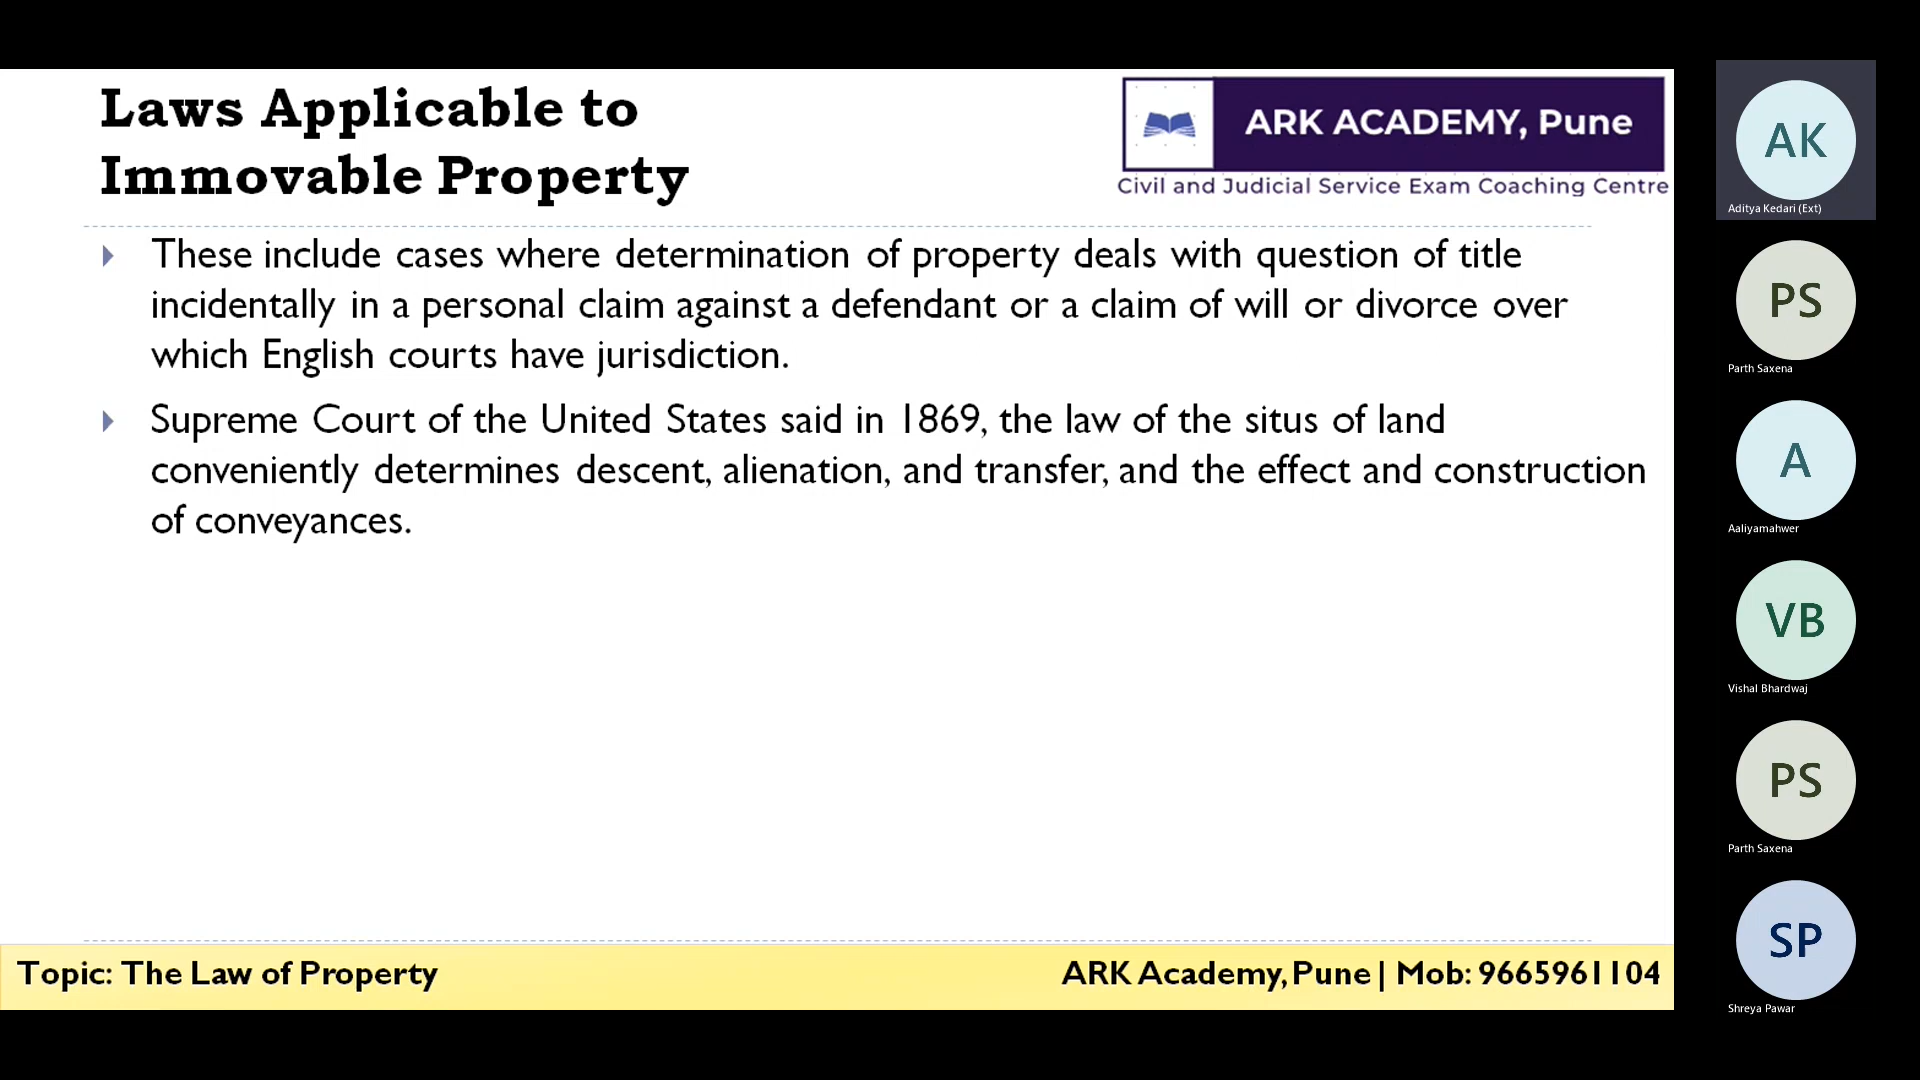 Laws Applicable to
Immovable Property
ARK ACADEMY, Pune
Civil and Judicial Service Exam Coaching Centre
These include cases where determination of property deals with question of title
incidentally in a personal claim against a defendant or a claim of will or divorce over
which English courts have jurisdiction.
Supreme Court of the United States said in 1869, the law of the situs of land
conveniently determines descent, alienation, and transfer, and the effect and construction
of conveyances.
Topic: The Law of Property
ARK Academy, Pune | Mob: 9665961104
AK
Aditya Kedari (Ext)
PS
Parth Saxena
A
Aaliyamahwer
VB
Vishal Bhardwaj
PS
Parth Saxena
SP
Shreya Pawar